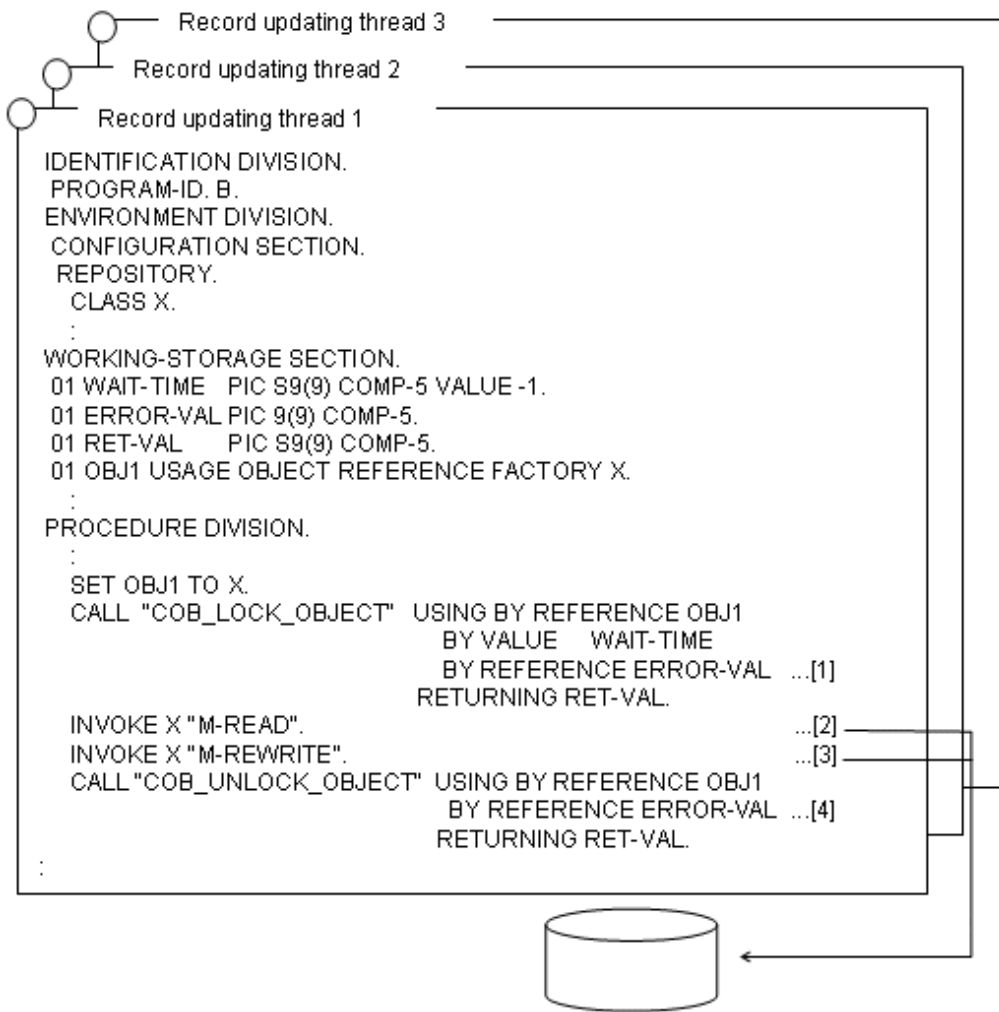 Record updating thread 3
Record updating thread 2
Record updating thread 1
IDENTIFICATION DIVISION.
PROGRAM-ID. B.
ENVIRONMENT DIVISION.
CONFIGURATION SECTION.
REPOSITORY.
CLASS X.
:
WORKING-STORAGE SECTION.
01 WAIT-TIME PIC S9(9) COMP-5 VALUE -1.
01 ERROR-VAL PIC 9(9) COMP-5.
01 RET-VAL PIC S9(9) COMP-5.
01 OBJ1 USAGE OBJECT REFERENCE FACTORY X.
:
PROCEDURE DIVISION.
:
SET OBJ1 TO X.
CALL "COB_LOCK_OBJECT" USING BY REFERENCE OBJ1
BY VALUE WAIT-TIME
BY REFERENCE ERROR-VAL ...[1]
RETURNING RET-VAL.
INVOKE X "M-READ". ...[2]
INVOKE X "M-REWRITE". ...[3]
CALL "COB_UNLOCK_OBJECT" USING BY REFERENCE OBJ1
BY REFERENCE ERROR-VAL ...[4]
RETURNING RET-VAL.
: